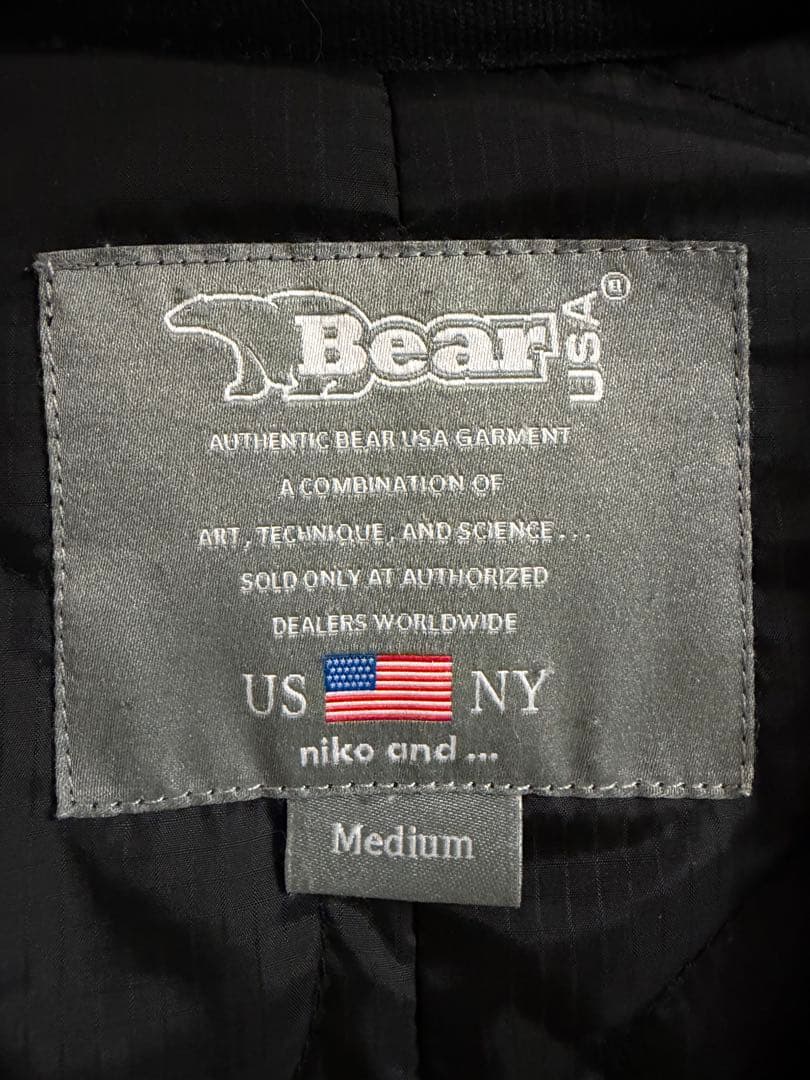 Bear USA®
AUTHENTIC BEAR USA GARMENT
A COMBINATION OF
ART, TECHNIQUE, AND SCIENCE...
SOLD ONLY AT AUTHORIZED
DEALERS WORLDWIDE
US NY
niko and ...
Medium